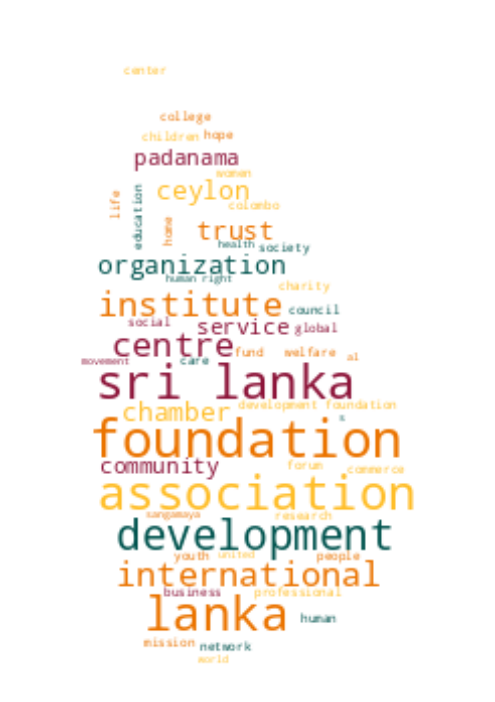 center
college
children hope
padanama
women
life education ceylon
colombo
home trust
health society
organization
human right
charity
institute council
social service global
centre fund welfare al
movement care
sri lanka
chamber development foundation
s
foundation
community forum commerce
association
sangamaya research
development
youth united people
international
business professional
lanka human
mission network
world